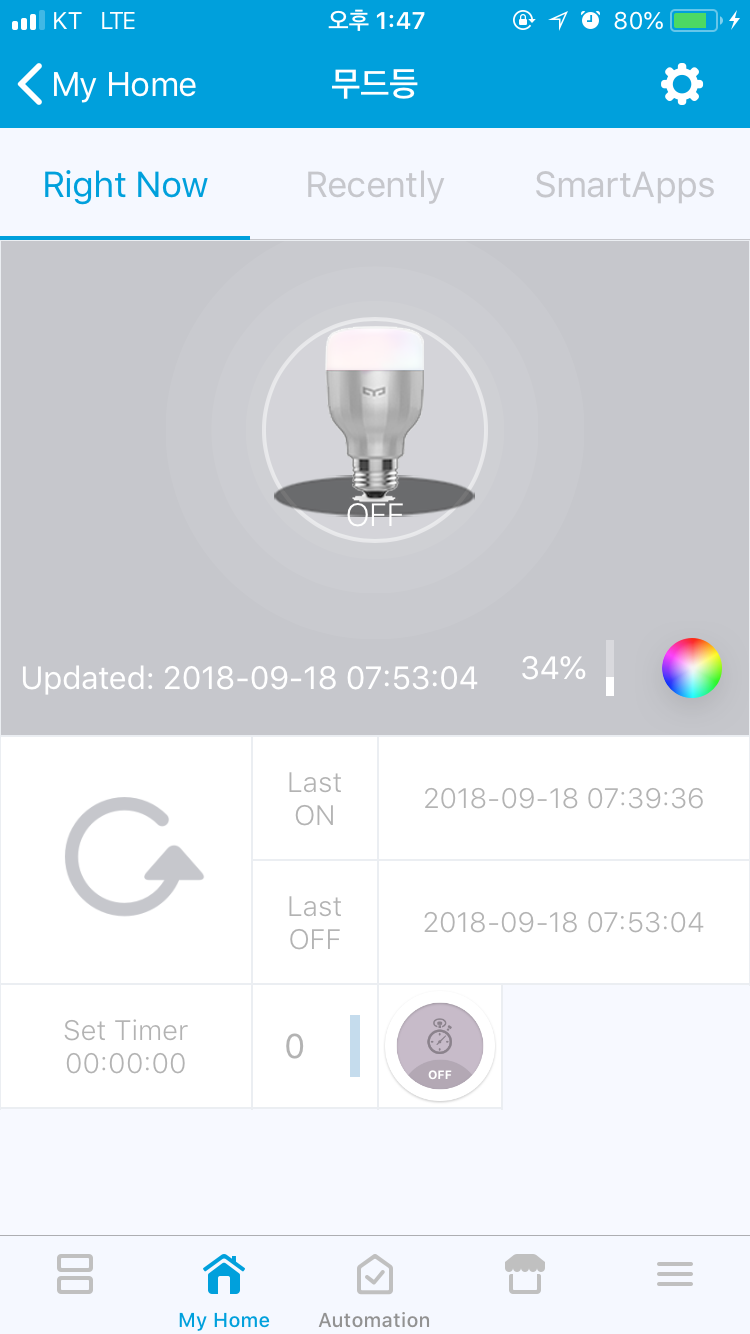 KT LTE 오후 1:47 80%
My Home 무드등
Right Now Recently SmartApps
OFF
Updated: 2018-09-18 07:53:04 34%
Last
ON
2018-09-18 07:39:36
Last
OFF
2018-09-18 07:53:04
Set Timer
00:00:00
0
OFF
My Home Automation